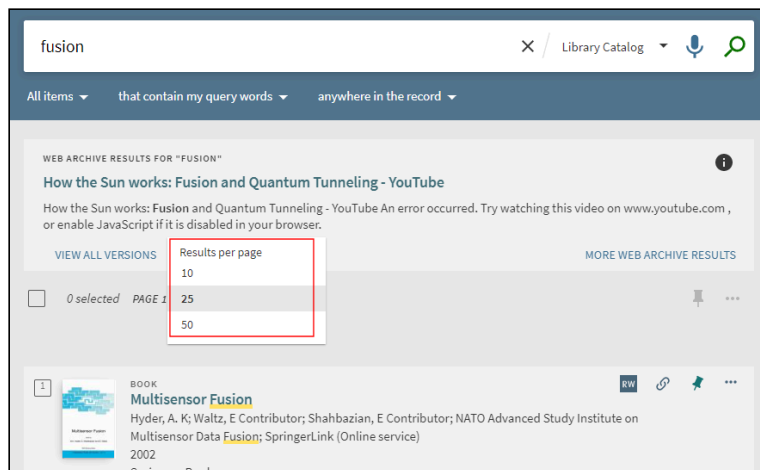 fusion
Library Catalog
All items that contain my query words anywhere in the record
WEB ARCHIVE RESULTS FOR "FUSION"
How the Sun works: Fusion and Quantum Tunneling - YouTube
How the Sun works: Fusion and Quantum Tunneling - YouTube An error occurred. Try watching this video on www.youtube.com ,
or enable JavaScript if it is disabled in your browser.
VIEW ALL VERSIONS
MORE WEB ARCHIVE RESULTS
Results per page
10
25
50
0 selected PAGE 1
1
BOOK
RW
Multisensor Fusion
Hyder, A. K; Waltz, E Contributor; Shahbazian, E Contributor; NATO Advanced Study Institute on
Multisensor Data Fusion; SpringerLink (Online service)
2002